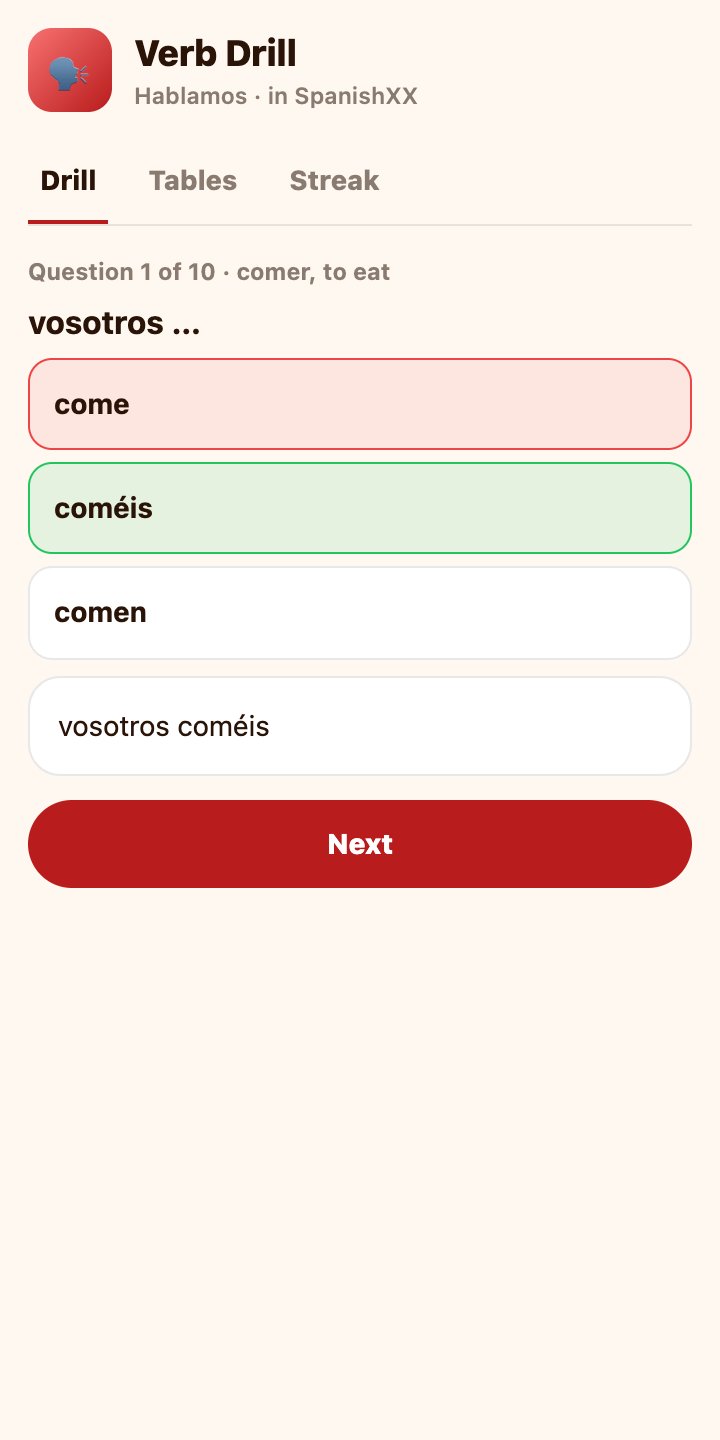 Verb Drill
Hablamos · in SpanishXX
Drill Tables Streak
Question 1 of 10 · comer, to eat
vosotros ...
come
coméis
comen
vosotros coméis
Next